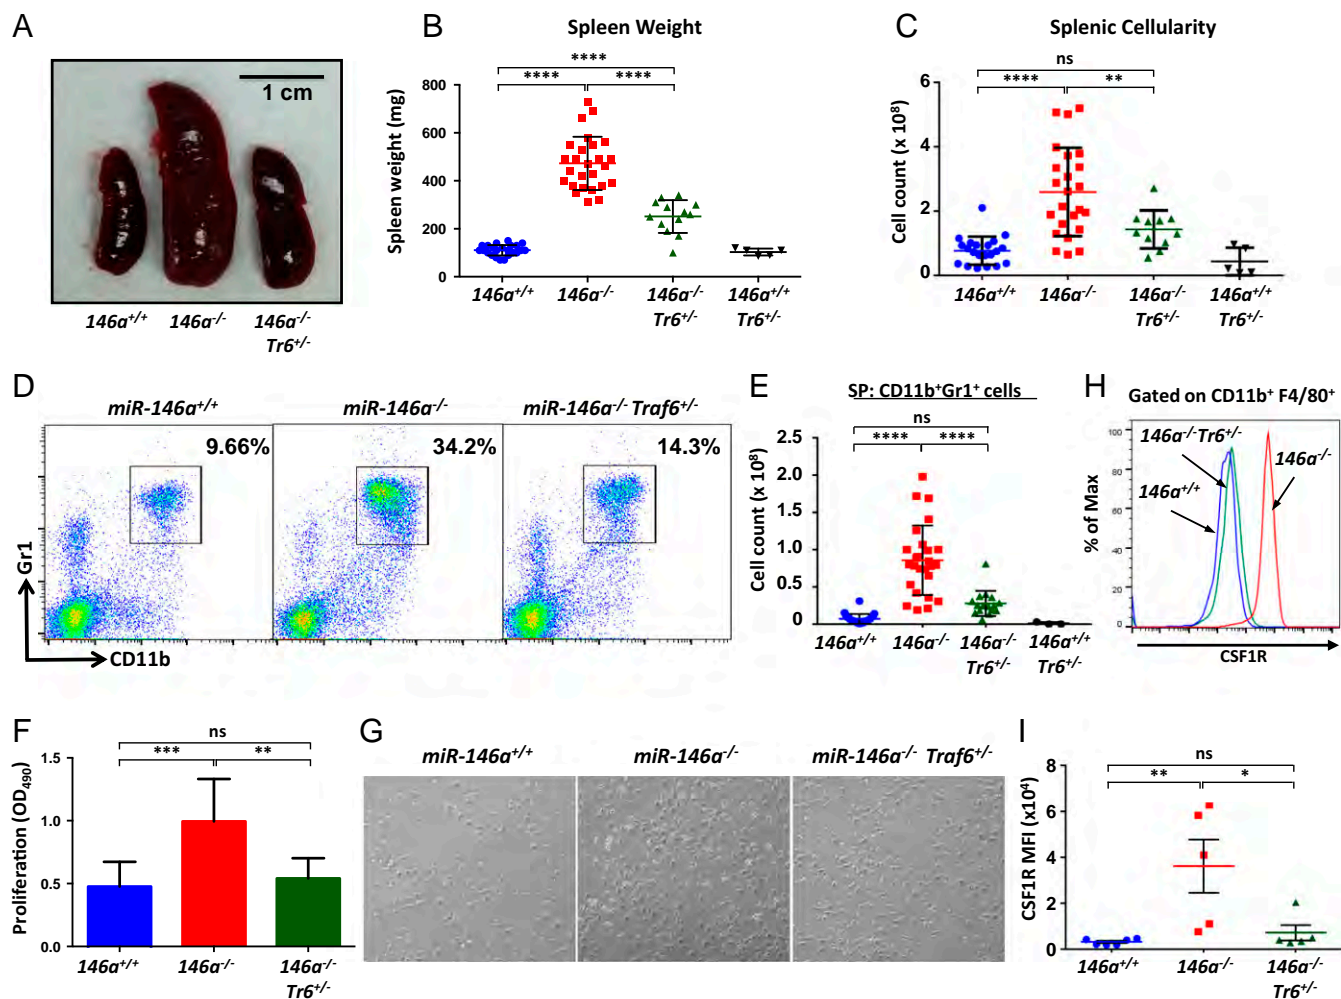 A
1 cm
146a+/+
146a-/-
146a-/-
Tr6+/-
B
Spleen Weight
****
****
****
Spleen weight (mg)
800
600
400
200
0
146a+/+
146a-/-
146a-/-
Tr6+/-
146a+/+
Tr6+/-
C
Splenic Cellularity
ns
****
**
Cell count (x 108)
6
4
2
0
146a+/+
146a-/-
146a-/-
Tr6+/-
146a+/+
Tr6+/-
D
miR-146a+/+
miR-146a-/-
miR-146a-/- Traf6+/-
9.66%
34.2%
14.3%
Gr1
CD11b
E
SP: CD11b+Gr1+ cells
ns
****
****
Cell count (x 108)
2.5
2.0
1.5
1.0
0.5
0
146a+/+
146a-/-
146a-/-
Tr6+/-
146a+/+
Tr6+/-
H
Gated on CD11b+ F4/80+
146a-/-Tr6+/-
146a-/-
146a+/+
% of Max
100
80
60
40
20
0
CSF1R
F
ns
***
**
Proliferation (OD490)
1.5
1.0
0.5
0.0
146a+/+
146a-/-
146a-/-
Tr6+/-
G
miR-146a+/+
miR-146a-/-
miR-146a-/- Traf6+/-
I
ns
**
*
CSF1R MFI (x104)
8
6
4
2
0
146a+/+
146a-/-
146a-/-
Tr6+/-